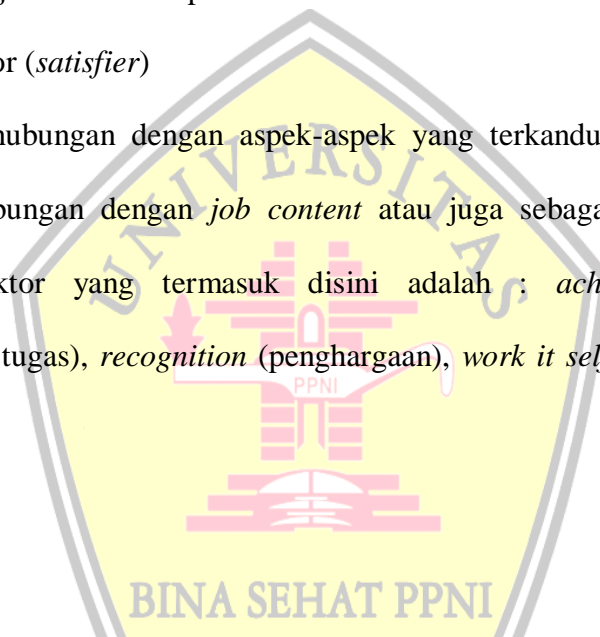 or (satisfier)
hubungan dengan aspek-aspek yang terkandu
bungan dengan job content atau juga sebaga
ktor yang termasuk disini adalah : ach
tugas), recognition (penghargaan), work it sel
UNIVERSITAS
PPNI
BINA SEHAT PPNI